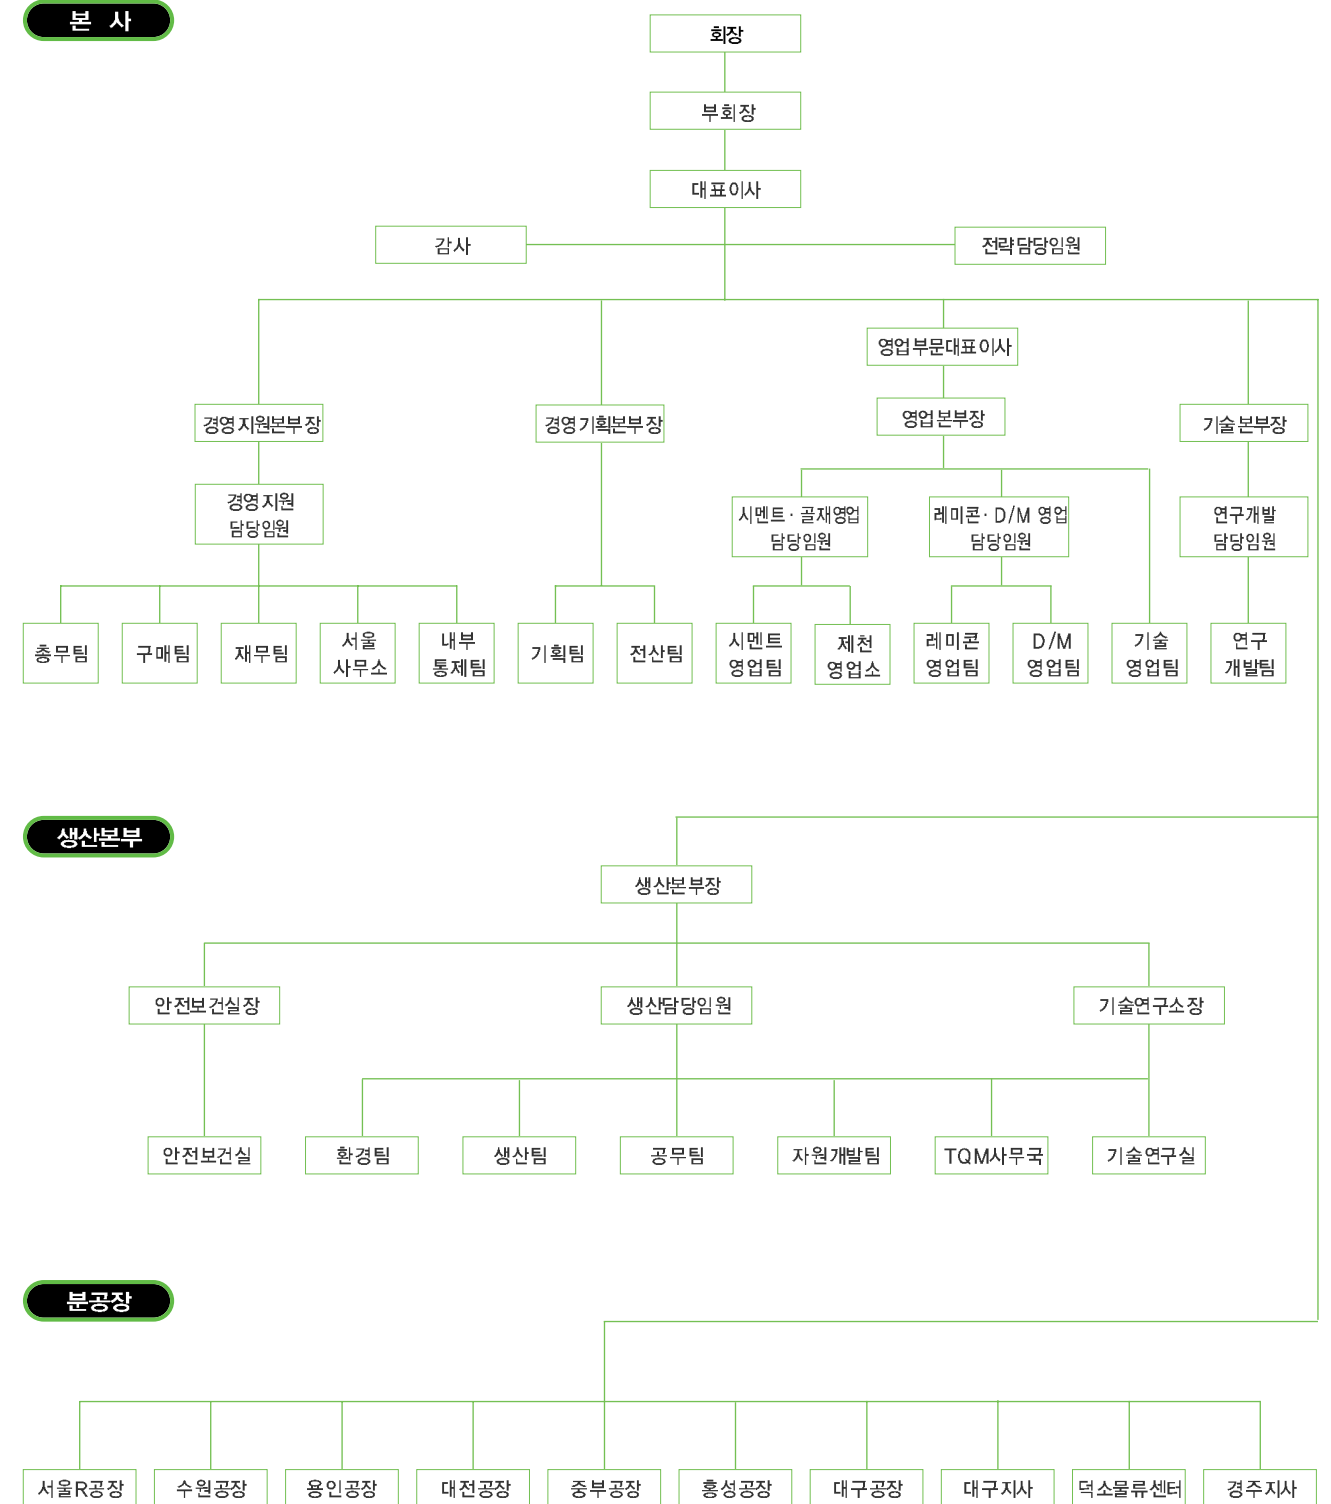 본 사
회장
부회장
대표이사
감사
전략담당임원
영업부문대표이사
경영지원본부장
경영기획본부장
영업본부장
기술본부장
경영지원
담당임원
시멘트·골재영업
담당임원
레미콘·D/M 영업
담당임원
연구개발
담당임원
총무팀
구매팀
재무팀
서울
사무소
내부
통제팀
기획팀
전산팀
시멘트
영업팀
제천
영업소
레미콘
영업팀
D/M
영업팀
기술
영업팀
연구
개발팀
생산본부
생산본부장
안전보건실장
생산담당임원
기술연구소장
안전보건실
환경팀
생산팀
공무팀
자원개발팀
TQM사무국
기술연구실
분공장
서울R공장
수원공장
용인공장
대전공장
중부공장
홍성공장
대구공장
대구지사
덕소물류센터
경주지사